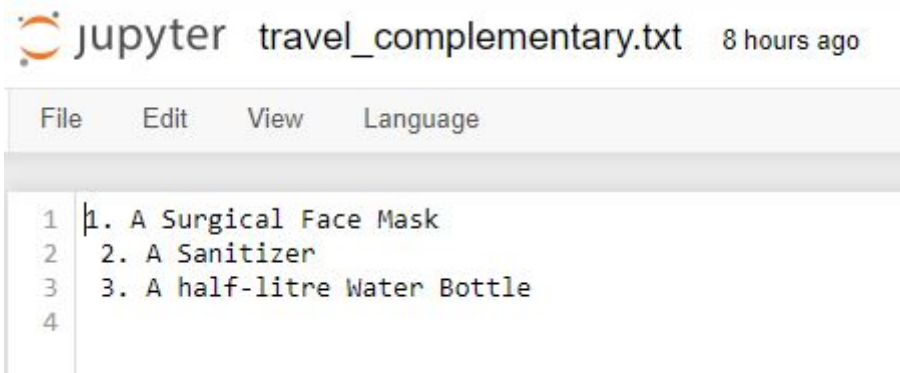 jupyter travel_complementary.txt 8 hours ago
File Edit View Language
1 1. A Surgical Face Mask
2 2. A Sanitizer
3 3. A half-litre Water Bottle
4